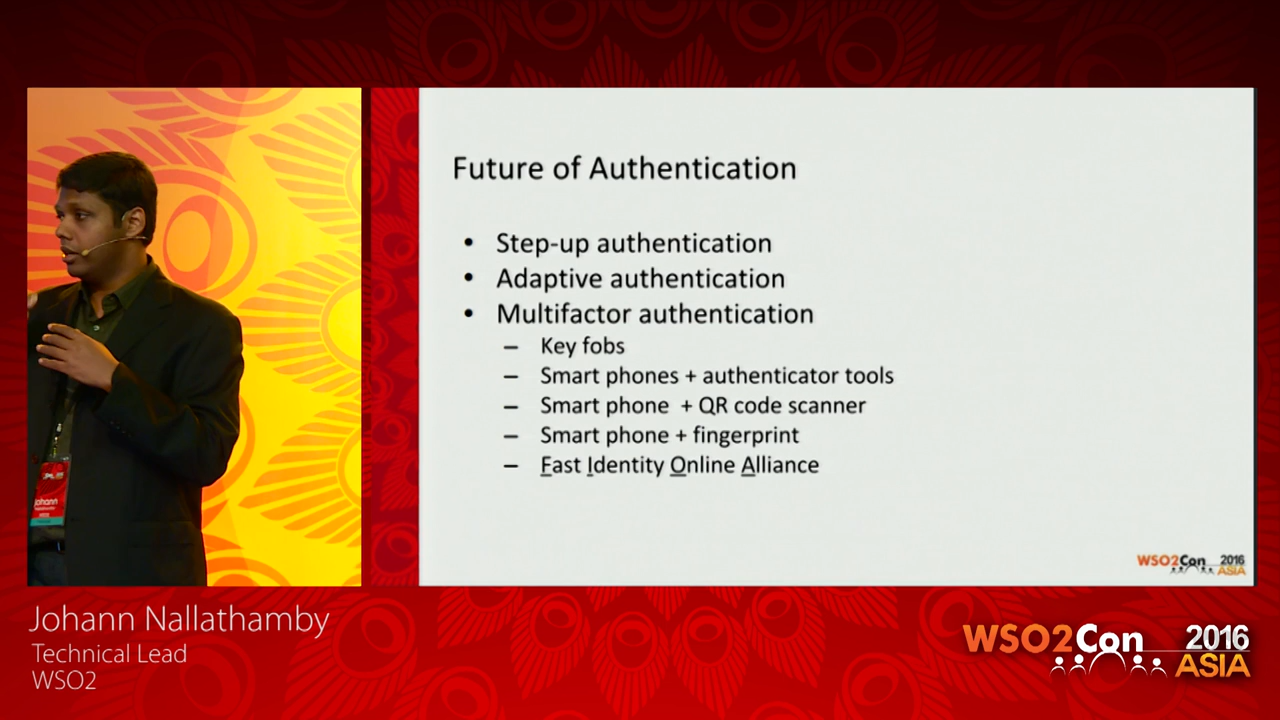 Future of Authentication
• Step-up authentication
• Adaptive authentication
• Multifactor authentication
– Key fobs
– Smart phones + authenticator tools
– Smart phone + QR code scanner
– Smart phone + fingerprint
– Fast Identity Online Alliance
WSO2Con 2016
ASIA
Johann
Johann Nallathamby
Technical Lead
WSO2
WSO2Con 2016
ASIA